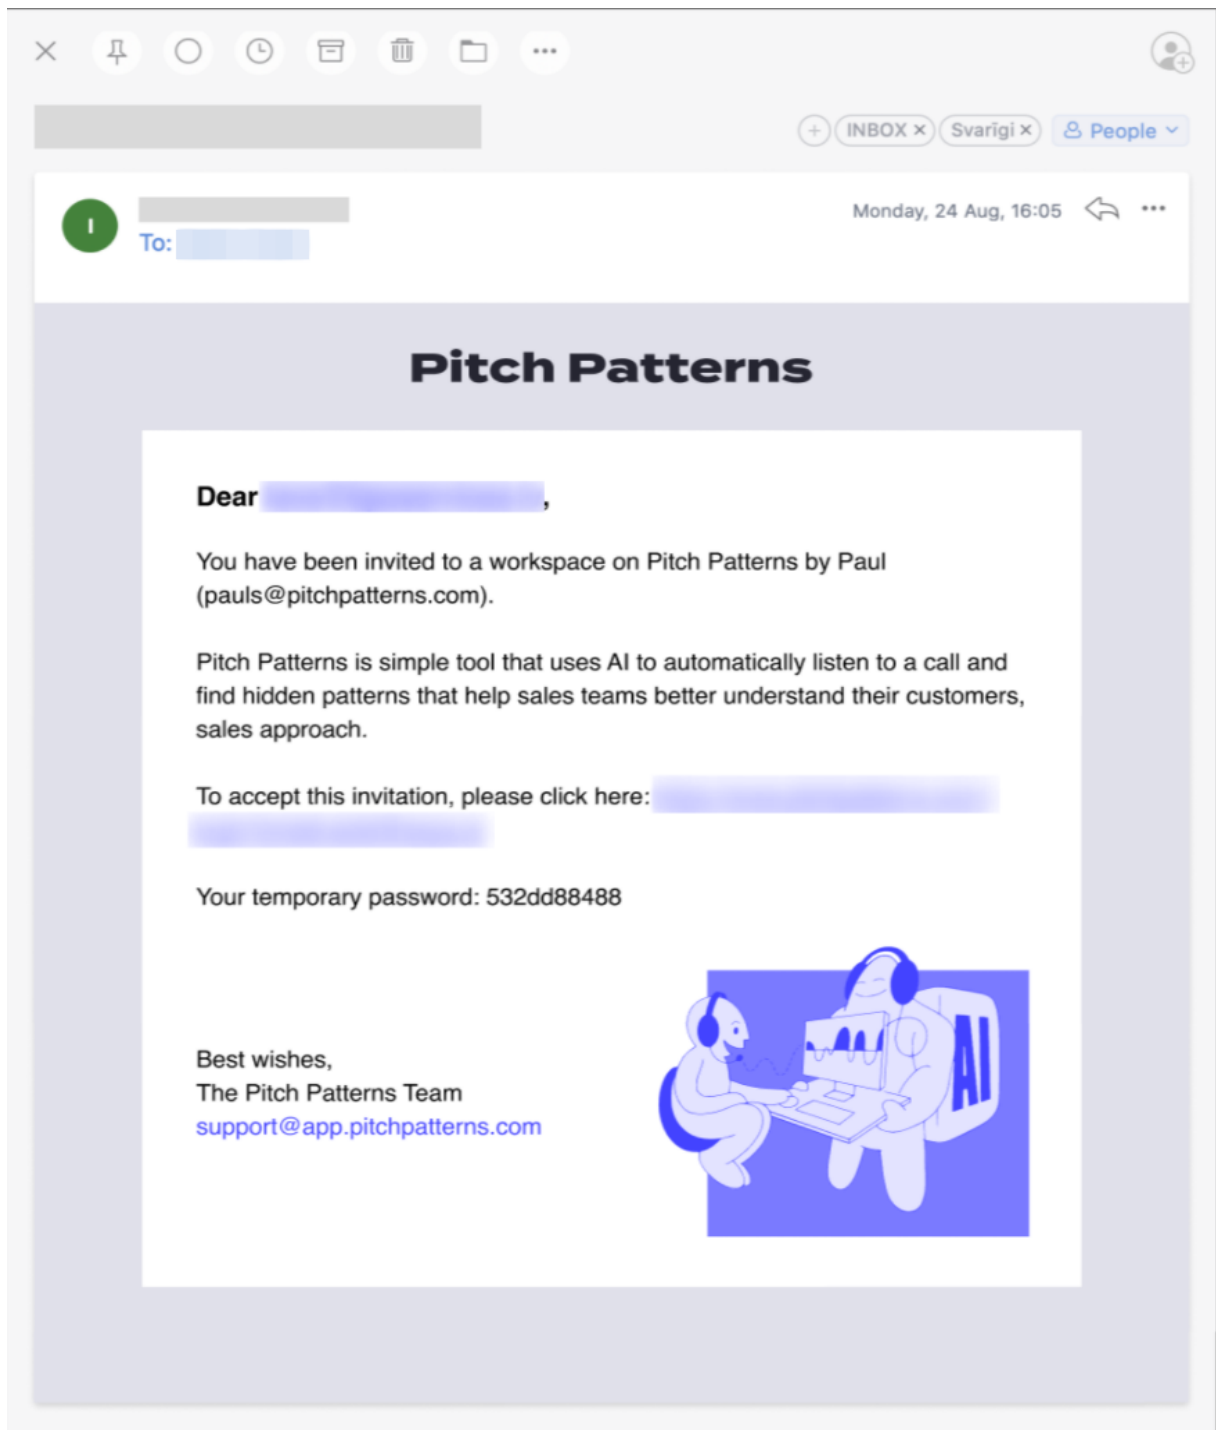 INBOX ×
Svarīgi ×
People
I
Monday, 24 Aug, 16:05
To:
Pitch Patterns
Dear ,
You have been invited to a workspace on Pitch Patterns by Paul
(pauls@pitchpatterns.com).
Pitch Patterns is simple tool that uses AI to automatically listen to a call and
find hidden patterns that help sales teams better understand their customers,
sales approach.
To accept this invitation, please click here:
Your temporary password: 532dd88488
AI
Best wishes,
The Pitch Patterns Team
support@app.pitchpatterns.com